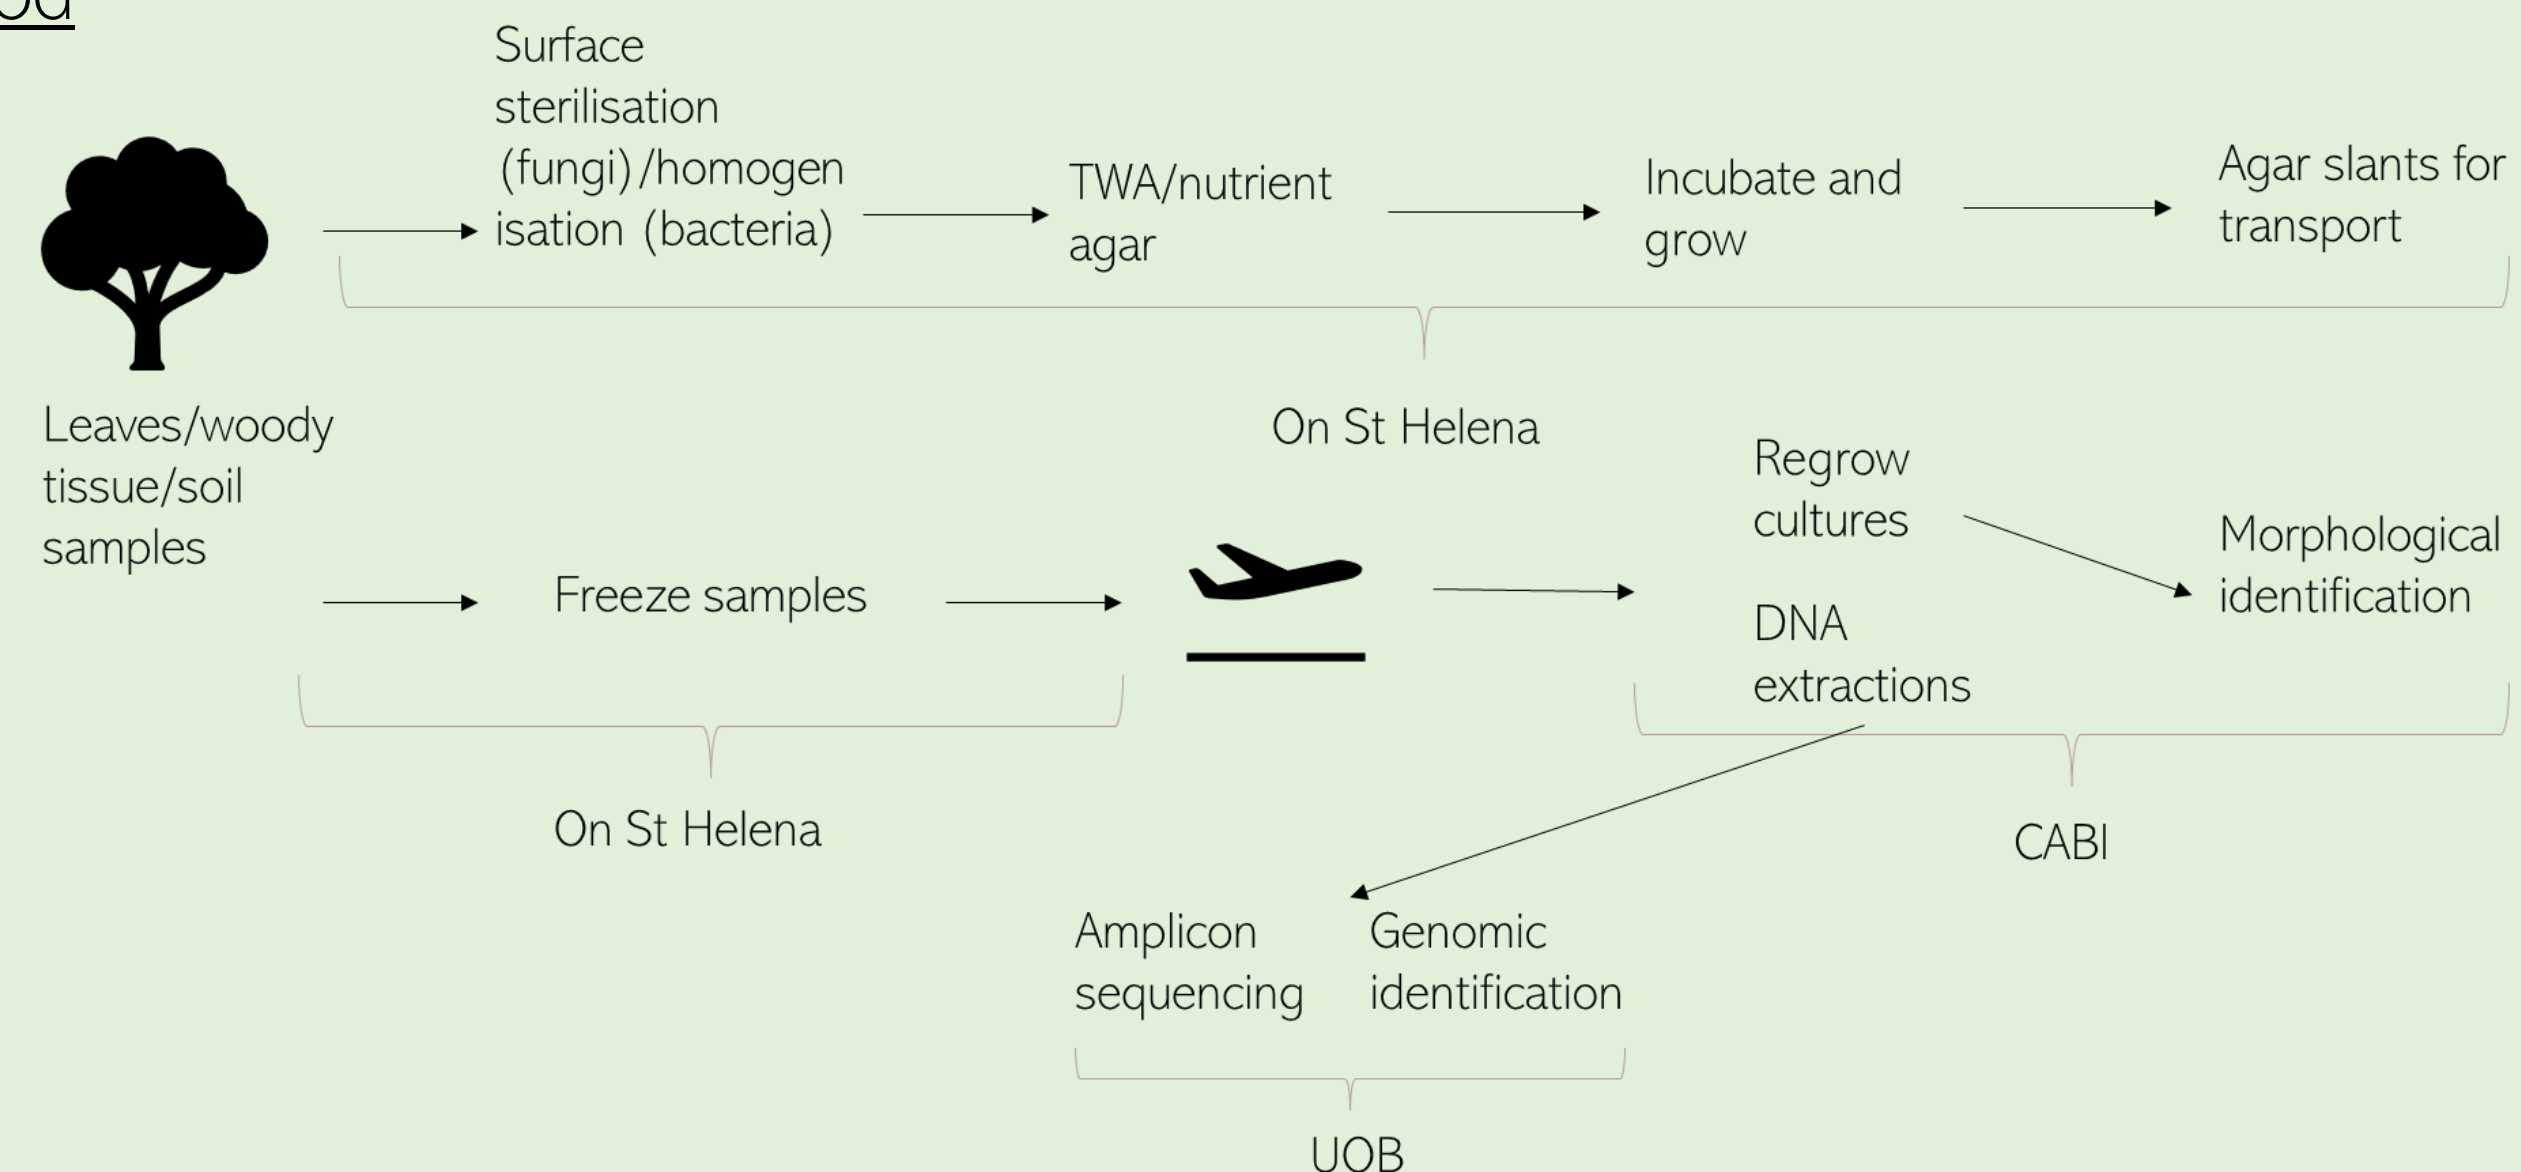 Surface
sterilisation
(fungi)/homogen
isation (bacteria)
TWA/nutrient
agar
Incubate and
grow
Agar slants for
transport
On St Helena
Leaves/woody
tissue/soil
samples
Freeze samples
Regrow
cultures
DNA
extractions
Morphological
identification
On St Helena
CABI
Amplicon
sequencing
Genomic
identification
UOB